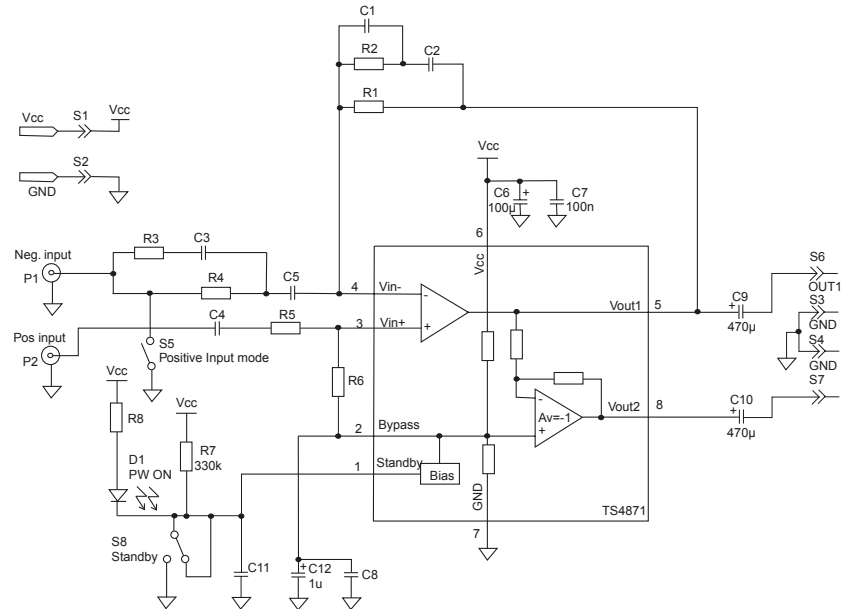 C1
R2
C2
R1
Vcc
S1
Vcc
S2
GND
Vcc
C6
+
100µ
C7
100n
6
Vcc
Neg. input
P1
R3
C3
R4
C5
4
Vin-
-
Vout1
5
C9
+
470µ
S6
OUT1
S3
GND
S4
GND
S7
Pos input
P2
C4
R5
3
Vin+
+
S5
Positive Input mode
R6
Vcc
R8
Vcc
R7
330k
D1
PW ON
2
Bypass
-
Av=-1
+
Vout2
8
C10
+
470µ
1
Standby
Bias
GND
TS4871
7
S8
Standby
C11
+
C12
1u
C8